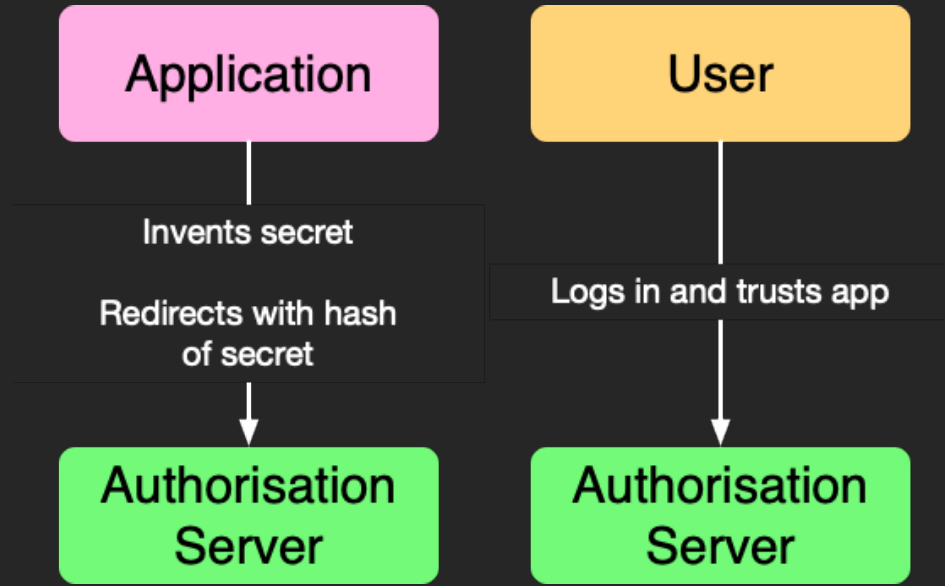 Application
User
Invents secret
Redirects with hash
of secret
Logs in and trusts app
Authorisation
Server
Authorisation
Server